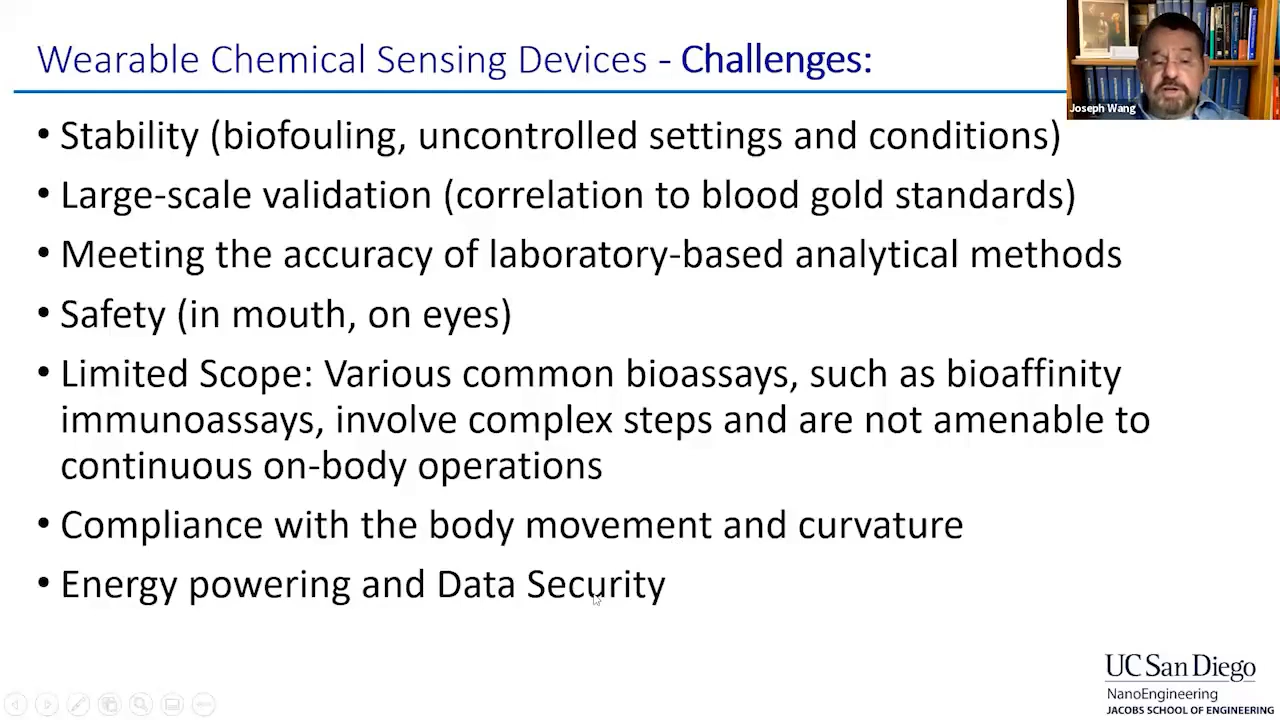 Wearable Chemical Sensing Devices - Challenges:
Joseph Wang
• Stability (biofouling, uncontrolled settings and conditions)
• Large-scale validation (correlation to blood gold standards)
• Meeting the accuracy of laboratory-based analytical methods
• Safety (in mouth, on eyes)
• Limited Scope: Various common bioassays, such as bioaffinity
immunoassays, involve complex steps and are not amenable to
continuous on-body operations
• Compliance with the body movement and curvature
• Energy powering and Data Security
UC San Diego
NanoEngineering
JACOBS SCHOOL OF ENGINEERING